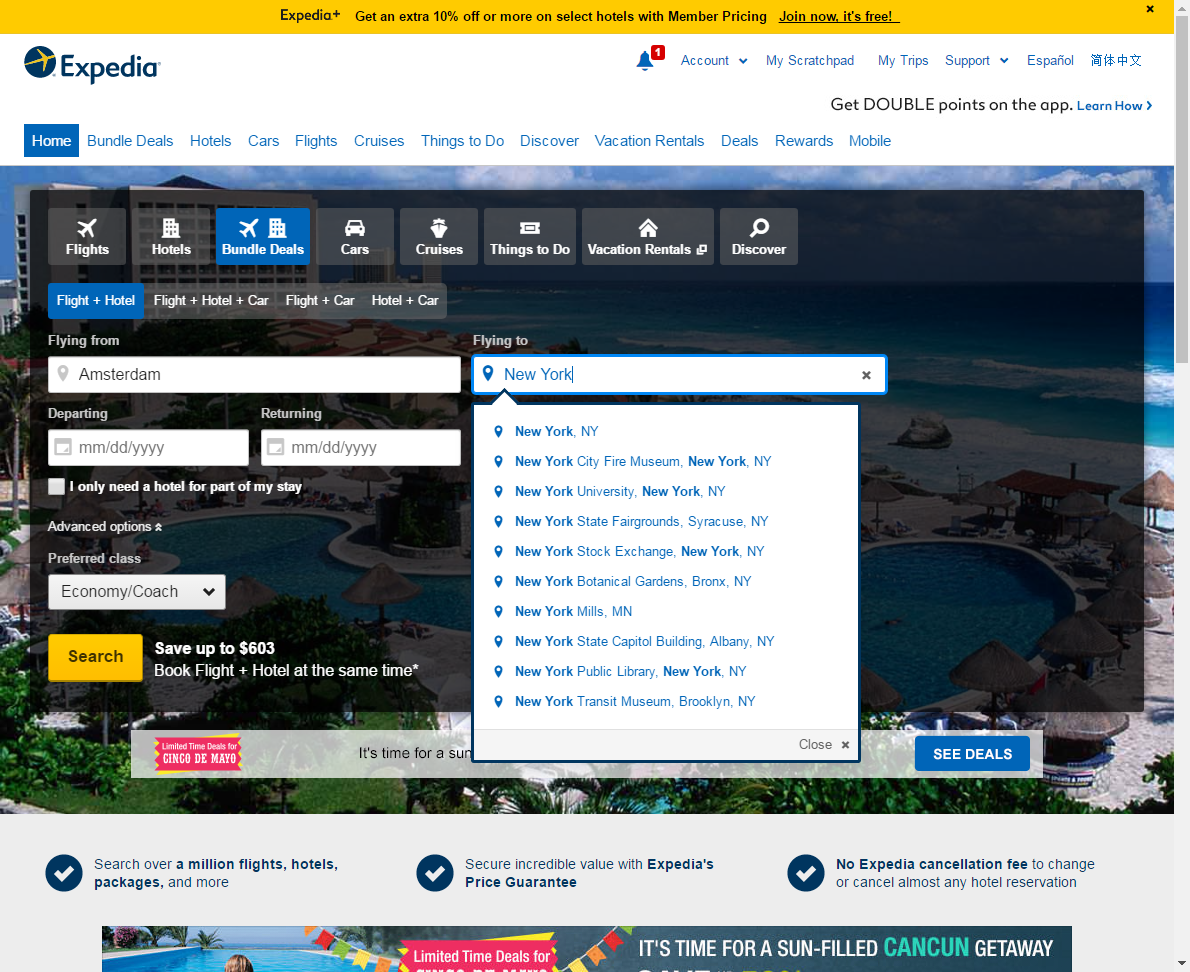 Expedia+ Get an extra 10% off or more on select hotels with Member Pricing Join now, it's free!
Expedia
1 Account My Scratchpad My Trips Support Español 简体中文
Get DOUBLE points on the app. Learn How
Home Bundle Deals Hotels Cars Flights Cruises Things to Do Discover Vacation Rentals Deals Rewards Mobile
Flights Hotels Bundle Deals Cars Cruises Things to Do Vacation Rentals Discover
Flight + Hotel Flight + Hotel + Car Flight + Car Hotel + Car
Flying from Flying to
Amsterdam New York
Departing Returning
mm/dd/yyyy mm/dd/yyyy
I only need a hotel for part of my stay
Advanced options
Preferred class
Economy/Coach
Search Save up to $603
Book Flight + Hotel at the same time*
New York, NY
New York City Fire Museum, New York, NY
New York University, New York, NY
New York State Fairgrounds, Syracuse, NY
New York Stock Exchange, New York, NY
New York Botanical Gardens, Bronx, NY
New York Mills, MN
New York State Capitol Building, Albany, NY
New York Public Library, New York, NY
New York Transit Museum, Brooklyn, NY
Close
Limited Time Deals for
CINCO DE MAYO
It's time for a sun
SEE DEALS
Search over a million flights, hotels,
packages, and more
Secure incredible value with Expedia's
Price Guarantee
No Expedia cancellation fee to change
or cancel almost any hotel reservation
Limited Time Deals for
CINCO DE MAYO
IT'S TIME FOR A SUN-FILLED CANCUN GETAWAY